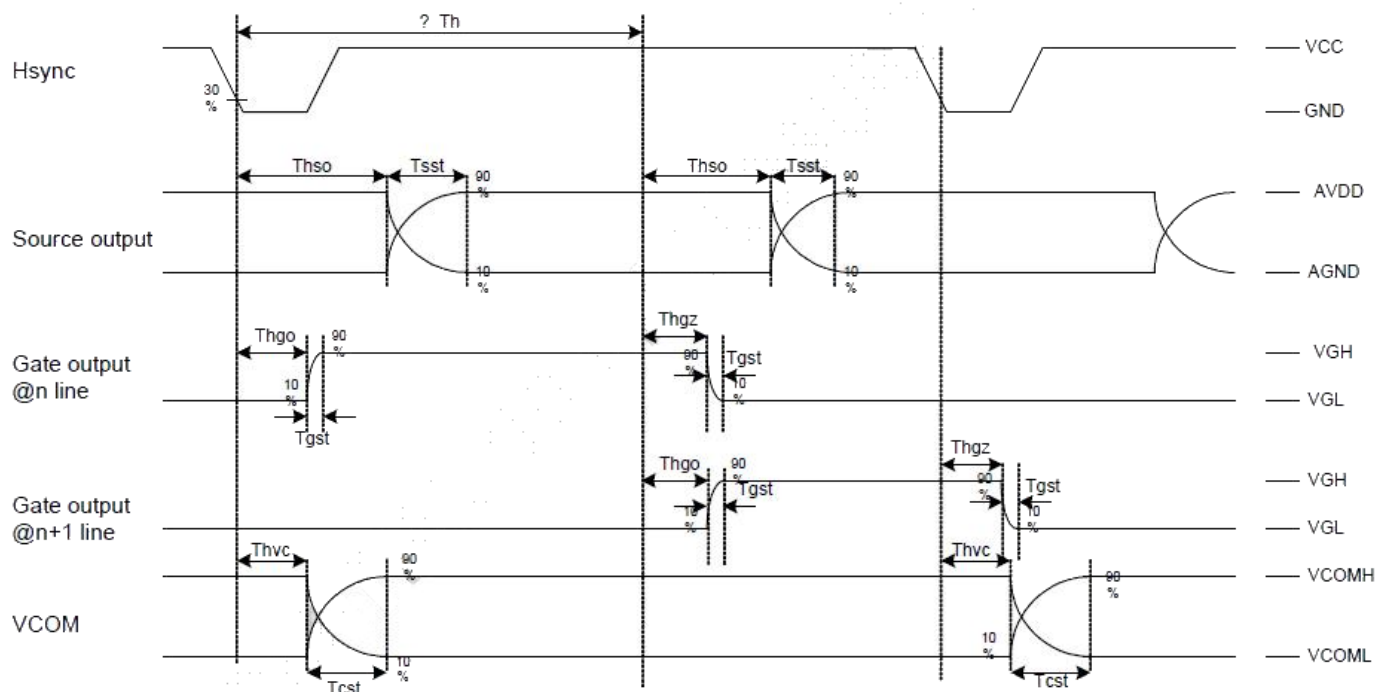 ? Th
VCC
Hsync
30
%
GND
Thso
Tsst
90
%
Thso
Tsst
90
%
AVDD
Source output
10
%
10
%
AGND
Thgo
90
%
Thgz
90
%
Tgst
VGH
Gate output
@n line
10
%
10
%
VGL
Tgst
Thgo
90
%
Thgz
VGH
Gate output
@n+1 line
Tgst
90
%
Tgst
10
%
10
%
VGL
Thvc
90
%
Thvc
90
%
VCOMH
VCOM
10
%
10
%
VCOML
Tcst
Tcst